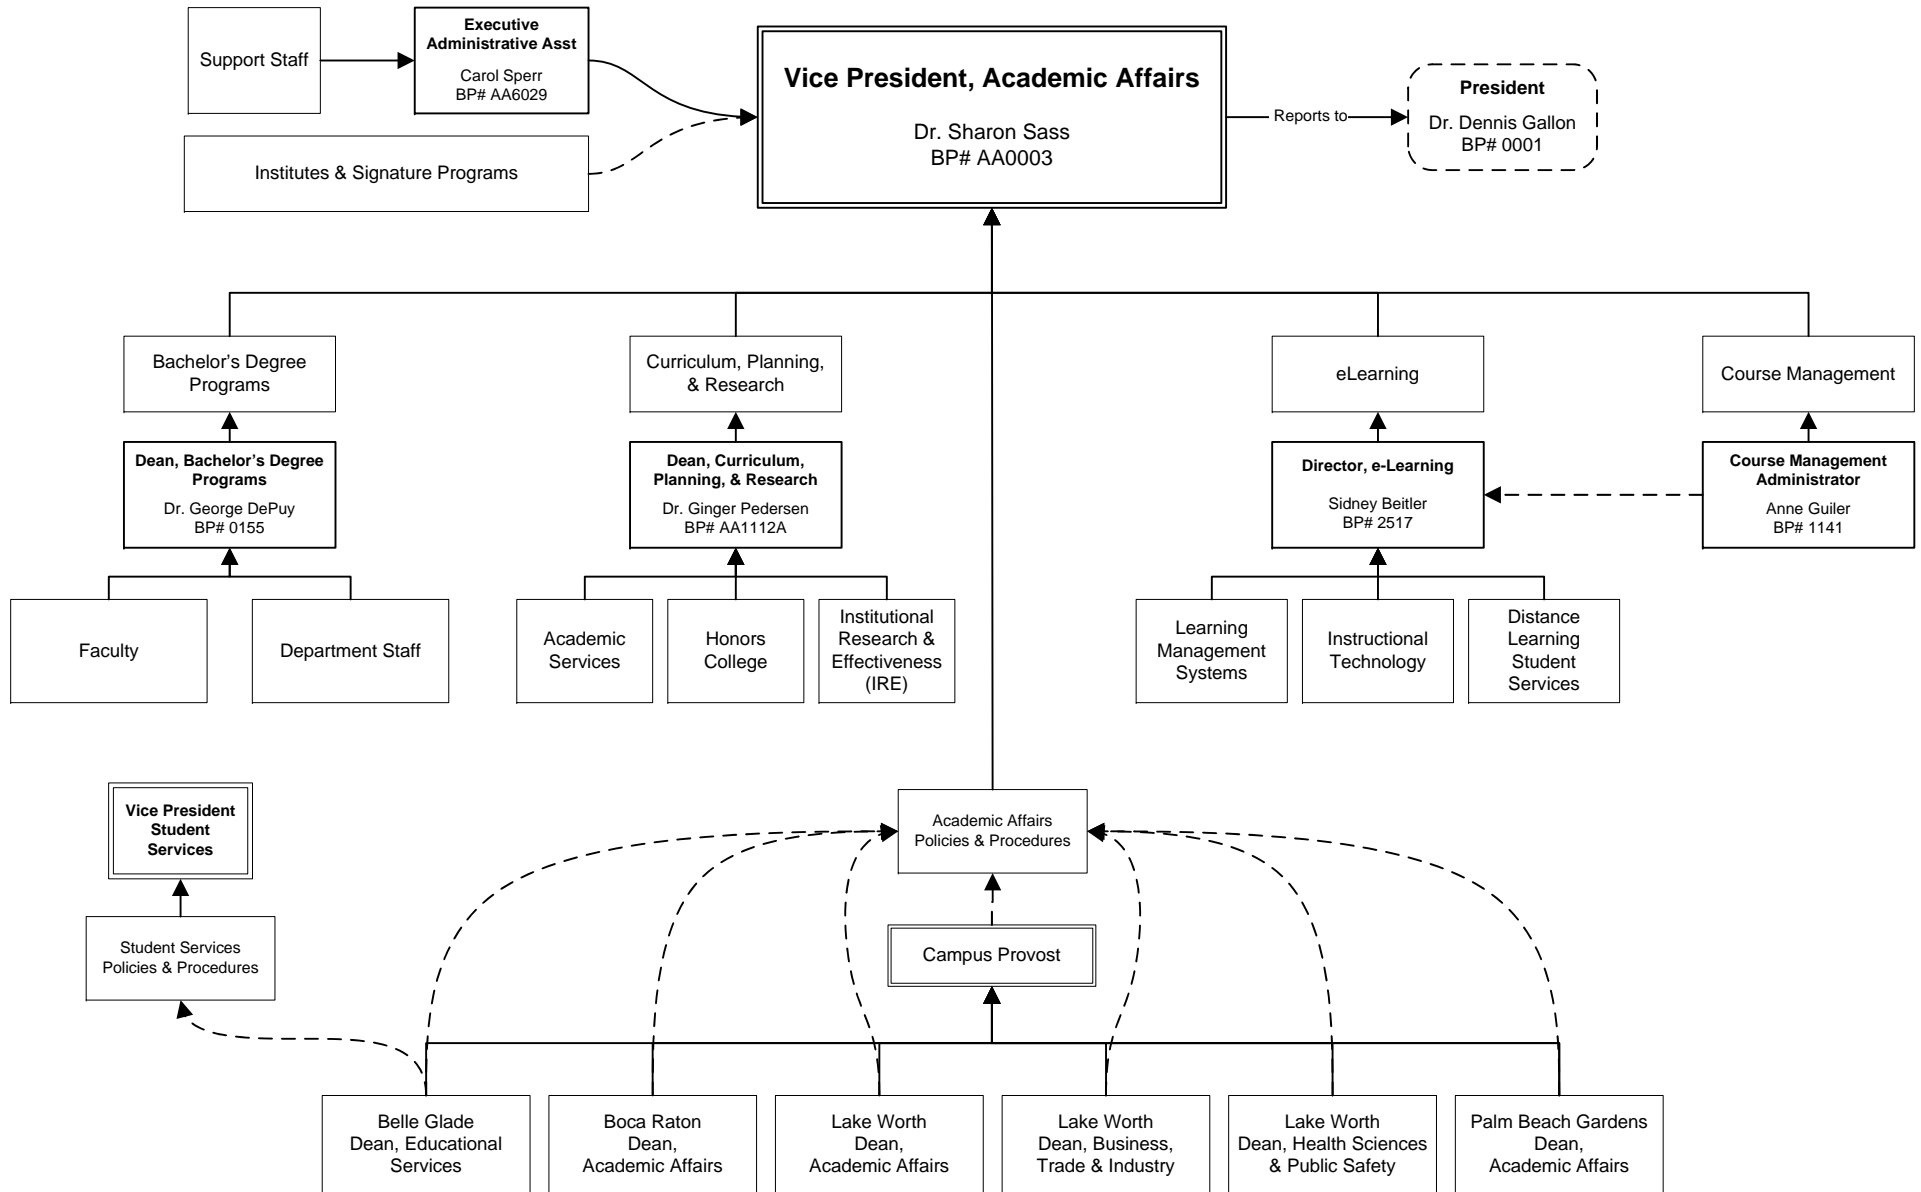 Support Staff
Executive
Administrative Asst
Carol Sperr
BP# AA6029
Institutes & Signature Programs
Vice President, Academic Affairs
Dr. Sharon Sass
BP# AA0003
Reports to
President
Dr. Dennis Gallon
BP# 0001
Bachelor’s Degree
Programs
Curriculum, Planning,
& Research
eLearning
Course Management
Dean, Bachelor’s Degree
Programs
Dr. George DePuy
BP# 0155
Dean, Curriculum,
Planning, & Research
Dr. Ginger Pedersen
BP# AA1112A
Director, e-Learning
Sidney Beitler
BP# 2517
Course Management
Administrator
Anne Guiler
BP# 1141
Faculty
Department Staff
Academic
Services
Honors
College
Institutional
Research &
Effectiveness
(IRE)
Learning
Management
Systems
Instructional
Technology
Distance
Learning
Student
Services
Vice President
Student
Services
Academic Affairs
Policies & Procedures
Student Services
Policies & Procedures
Campus Provost
Belle Glade
Dean, Educational
Services
Boca Raton
Dean,
Academic Affairs
Lake Worth
Dean,
Academic Affairs
Lake Worth
Dean, Business,
Trade & Industry
Lake Worth
Dean, Health Sciences
& Public Safety
Palm Beach Gardens
Dean,
Academic Affairs